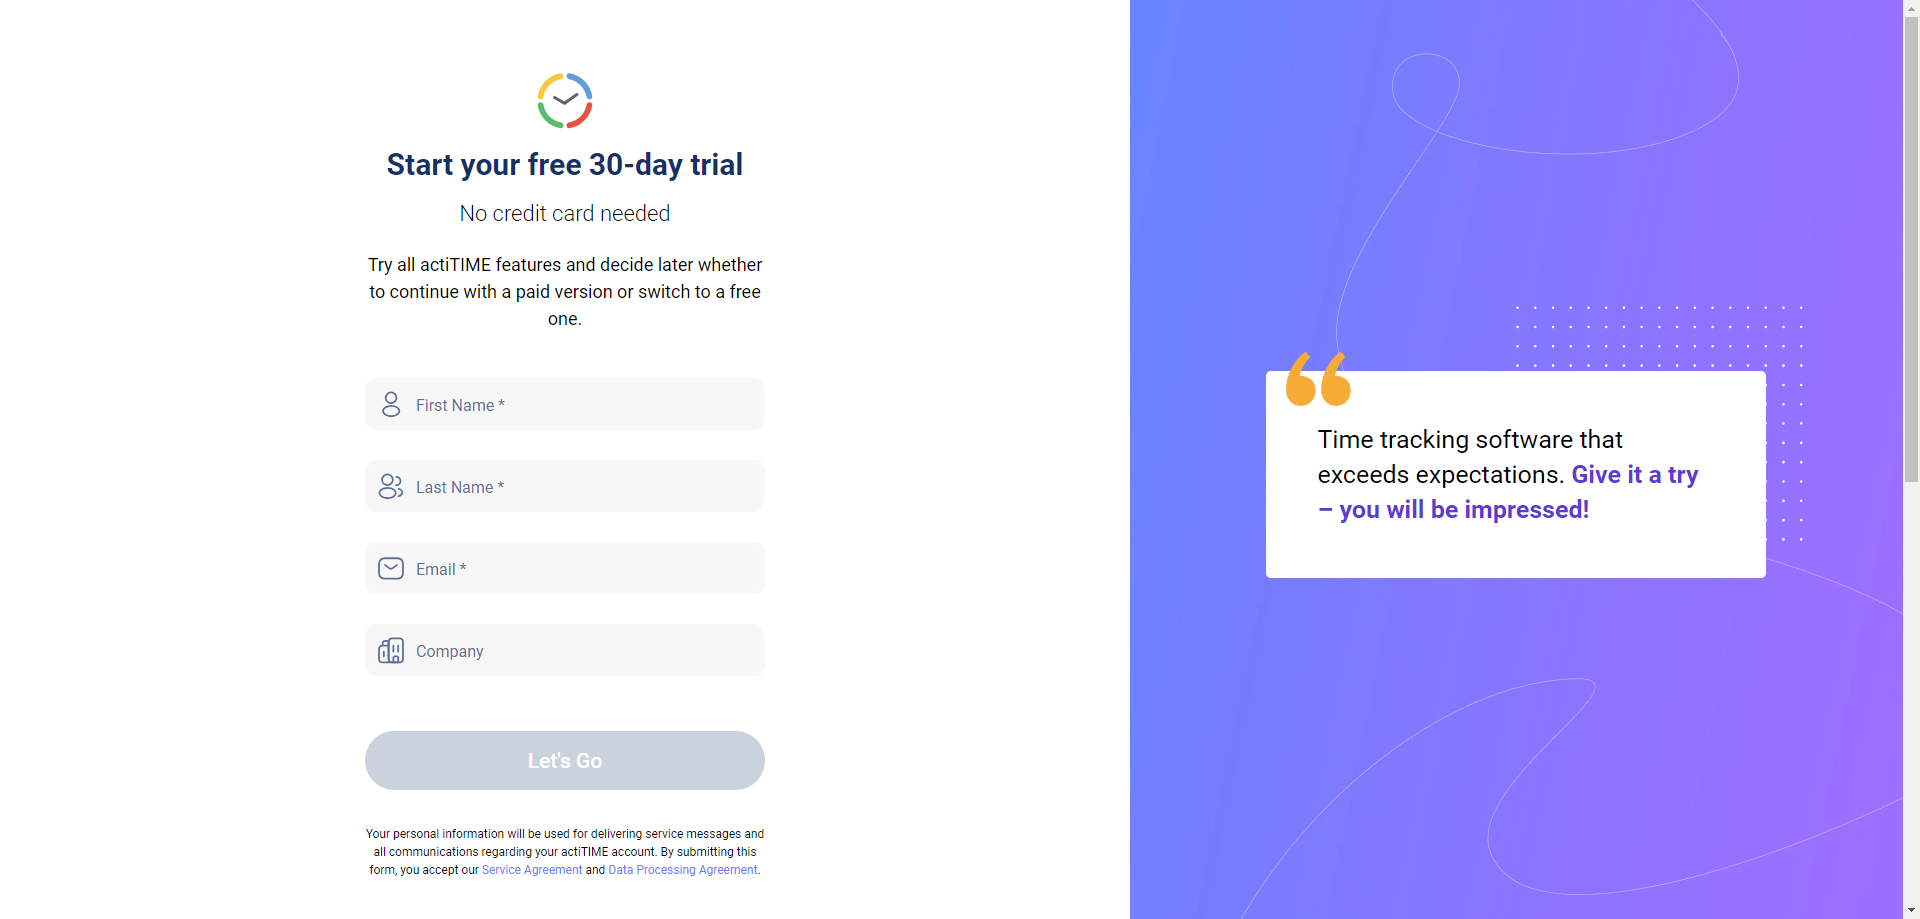 Start your free 30-day trial
No credit card needed
Try all actiTIME features and decide later whether
to continue with a paid version or switch to a free
one.
First Name *
Last Name *
Email *
Company
Let's Go
Your personal information will be used for delivering service messages and
all communications regarding your actiTIME account. By submitting this
form, you accept our Service Agreement and Data Processing Agreement.
“
Time tracking software that
exceeds expectations. Give it a try
– you will be impressed!